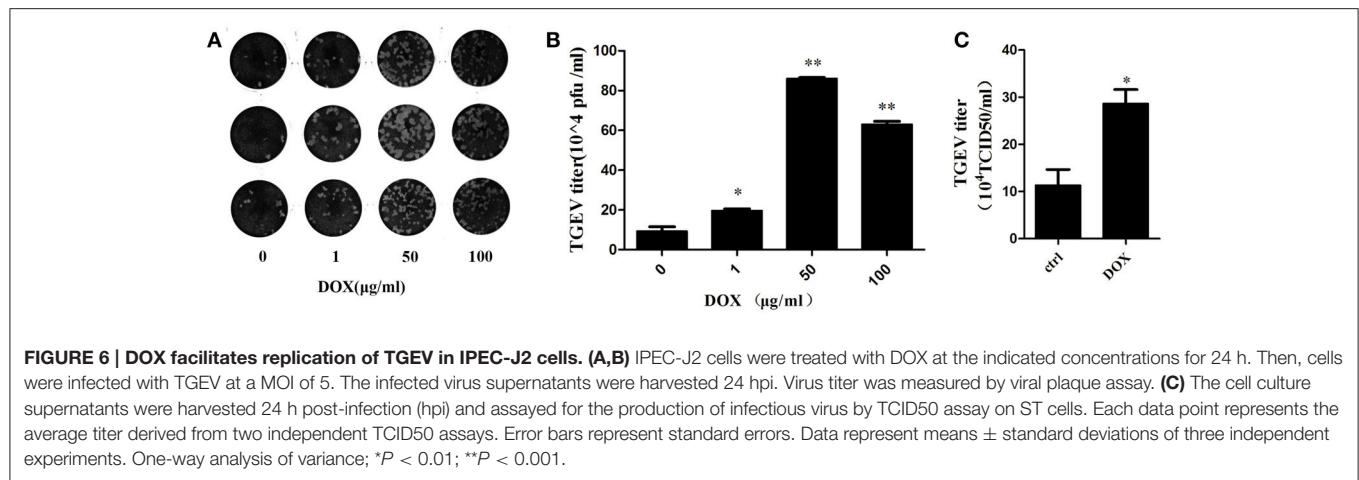 A
0 1 50 100
DOX(μg/ml)
B
TGEV titer(10^4 pfu /ml)
100
80
60
40
20
0
*
**
**
0 1 50 100
DOX （μg/ml）
C
TGEV titer
（10⁴TCID50/ml）
40
30
20
10
0
*
ctrl DOX
FIGURE 6 | DOX facilitates replication of TGEV in IPEC-J2 cells. (A,B) IPEC-J2 cells were treated with DOX at the indicated concentrations for 24 h. Then, cells
were infected with TGEV at a MOI of 5. The infected virus supernatants were harvested 24 hpi. Virus titer was measured by viral plaque assay. (C) The cell culture
supernatants were harvested 24 h post-infection (hpi) and assayed for the production of infectious virus by TCID50 assay on ST cells. Each data point represents the
average titer derived from two independent TCID50 assays. Error bars represent standard errors. Data represent means ± standard deviations of three independent
experiments. One-way analysis of variance; *P < 0.01; **P < 0.001.